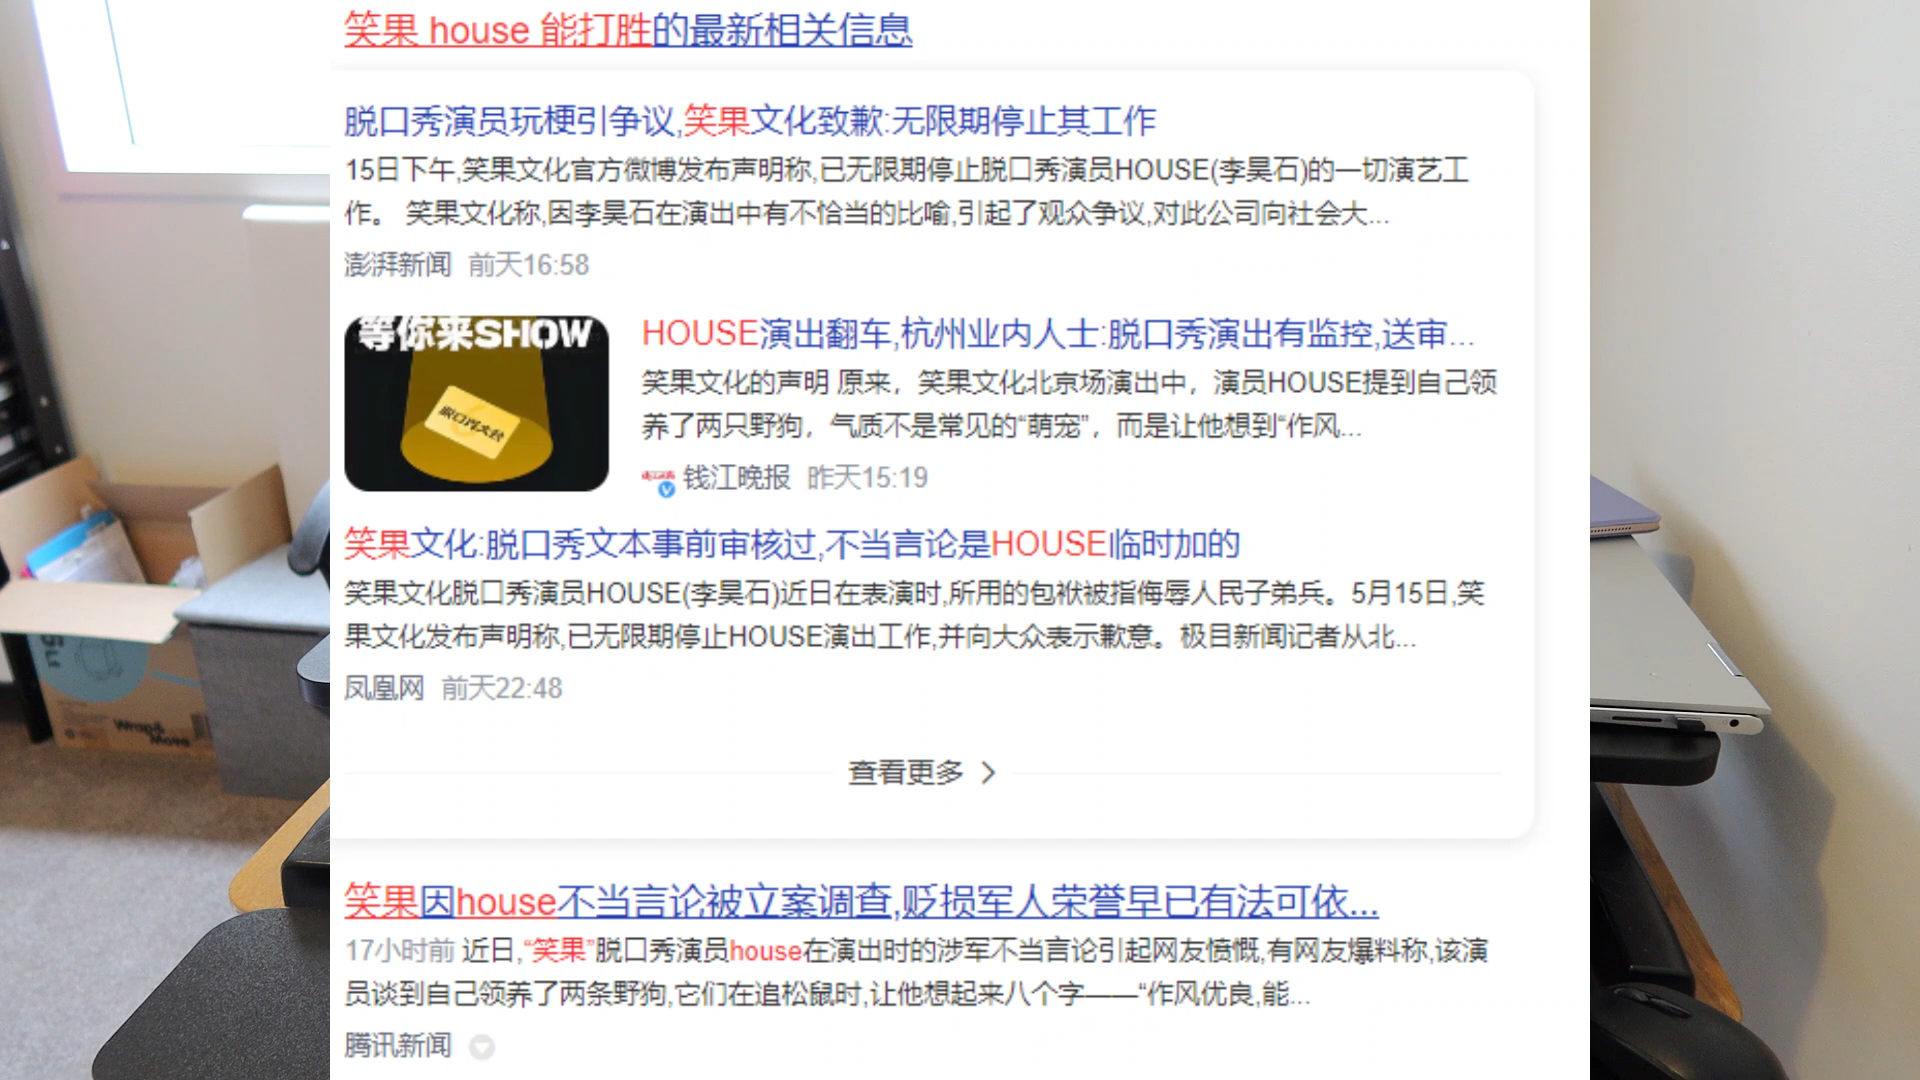 笑果 house 能打胜的最新相关信息
脱口秀演员玩梗引争议,笑果文化致歉:无限期停止其工作
15日下午,笑果文化官方微博发布声明称,已无限期停止脱口秀演员HOUSE(李昊石)的一切演艺工
作。 笑果文化称,因李昊石在演出中有不恰当的比喻,引起了观众争议,对此公司向社会大...
澎湃新闻 前天16:58
等你来SHOW
脱口秀大会
HOUSE演出翻车,杭州业内人士:脱口秀演出有监控,送审...
笑果文化的声明 原来，笑果文化北京场演出中，演员HOUSE提到自己领
养了两只野狗，气质不是常见的“萌宠”，而是让他想到“作风...
钱江晚报 昨天15:19
笑果文化:脱口秀文本事前审核过,不当言论是HOUSE临时加的
笑果文化脱口秀演员HOUSE(李昊石)近日在表演时,所用的包袱被指侮辱人民子弟兵。5月15日,笑
果文化发布声明称,已无限期停止HOUSE演出工作,并向大众表示歉意。极目新闻记者从北...
凤凰网 前天22:48
查看更多
笑果因house不当言论被立案调查,贬损军人荣誉早已有法可依...
17小时前 近日,“笑果”脱口秀演员house在演出时的涉军不当言论引起网友愤慨,有网友爆料称,该演
员谈到自己领养了两条野狗,它们在追松鼠时,让他想起来八个字——“作风优良,能...
腾讯新闻
Wrap&
Move